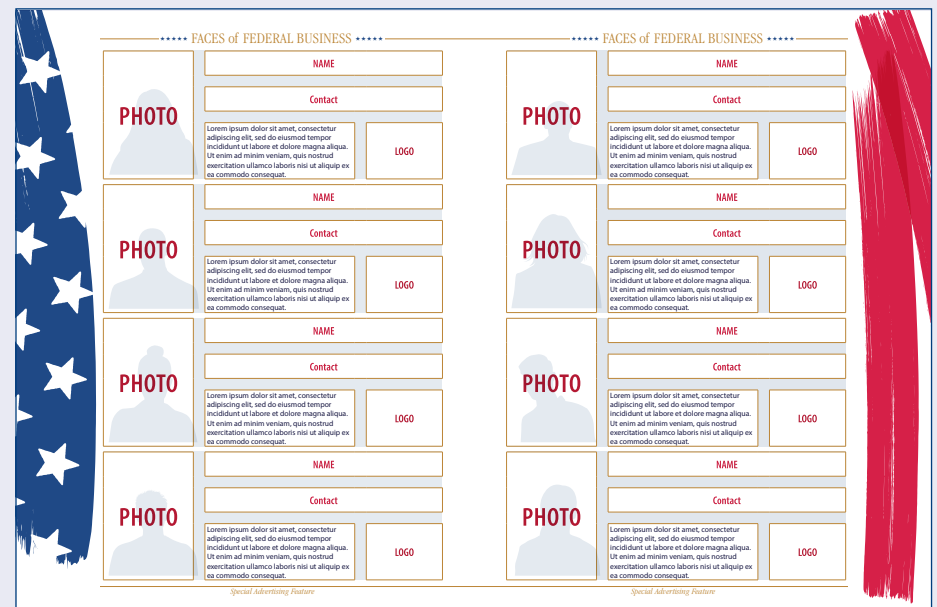 FACES of FEDERAL BUSINESS
PHOTO
NAME
Contact
Lorem ipsum dolor sit amet, consectetur
adipiscing elit, sed do eiusmod tempor
incididunt ut labore et dolore magna aliqua.
Ut enim ad minim veniam, quis nostrud
exercitation ullamco laboris nisi ut aliquip ex
ea commodo consequat.
LOGO
PHOTO
NAME
Contact
Lorem ipsum dolor sit amet, consectetur
adipiscing elit, sed do eiusmod tempor
incididunt ut labore et dolore magna aliqua.
Ut enim ad minim veniam, quis nostrud
exercitation ullamco laboris nisi ut aliquip ex
ea commodo consequat.
LOGO
PHOTO
NAME
Contact
Lorem ipsum dolor sit amet, consectetur
adipiscing elit, sed do eiusmod tempor
incididunt ut labore et dolore magna aliqua.
Ut enim ad minim veniam, quis nostrud
exercitation ullamco laboris nisi ut aliquip ex
ea commodo consequat.
LOGO
PHOTO
NAME
Contact
Lorem ipsum dolor sit amet, consectetur
adipiscing elit, sed do eiusmod tempor
incididunt ut labore et dolore magna aliqua.
Ut enim ad minim veniam, quis nostrud
exercitation ullamco laboris nisi ut aliquip ex
ea commodo consequat.
LOGO
Special Advertising Feature
FACES of FEDERAL BUSINESS
PHOTO
NAME
Contact
Lorem ipsum dolor sit amet, consectetur
adipiscing elit, sed do eiusmod tempor
incididunt ut labore et dolore magna aliqua.
Ut enim ad minim veniam, quis nostrud
exercitation ullamco laboris nisi ut aliquip ex
ea commodo consequat.
LOGO
PHOTO
NAME
Contact
Lorem ipsum dolor sit amet, consectetur
adipiscing elit, sed do eiusmod tempor
incididunt ut labore et dolore magna aliqua.
Ut enim ad minim veniam, quis nostrud
exercitation ullamco laboris nisi ut aliquip ex
ea commodo consequat.
LOGO
PHOTO
NAME
Contact
Lorem ipsum dolor sit amet, consectetur
adipiscing elit, sed do eiusmod tempor
incididunt ut labore et dolore magna aliqua.
Ut enim ad minim veniam, quis nostrud
exercitation ullamco laboris nisi ut aliquip ex
ea commodo consequat.
LOGO
PHOTO
NAME
Contact
Lorem ipsum dolor sit amet, consectetur
adipiscing elit, sed do eiusmod tempor
incididunt ut labore et dolore magna aliqua.
Ut enim ad minim veniam, quis nostrud
exercitation ullamco laboris nisi ut aliquip ex
ea commodo consequat.
LOGO
Special Advertising Feature